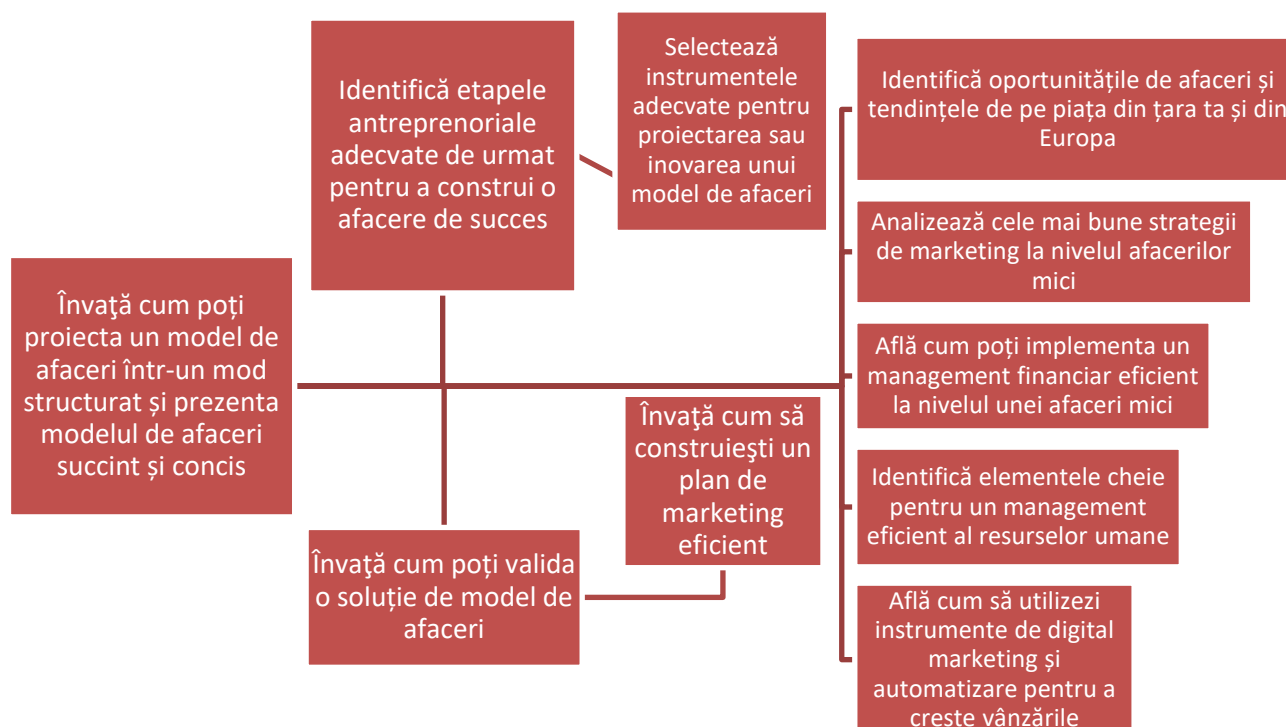 Învaţă cum poți
proiecta un model de
afaceri într-un mod
structurat și prezenta
modelul de afaceri
succint și concis
Identifică etapele
antreprenoriale
adecvate de urmat
pentru a construi o
afacere de succes
Selectează
instrumentele
adecvate pentru
proiectarea sau
inovarea unui
model de afaceri
Învaţă cum poți valida
o soluție de model de
afaceri
Învaţă cum să
construieşti un
plan de
marketing
eficient
Identifică oportunitățile de afaceri și
tendințele de pe piața din țara ta și din
Europa
Analizează cele mai bune strategii
de marketing la nivelul afacerilor
mici
Află cum poți implementa un
management financiar eficient
la nivelul unei afaceri mici
Identifică elementele cheie
pentru un management
eficient al resurselor umane
Află cum să utilizezi
instrumente de digital
marketing și
automatizare pentru a
crește vânzările